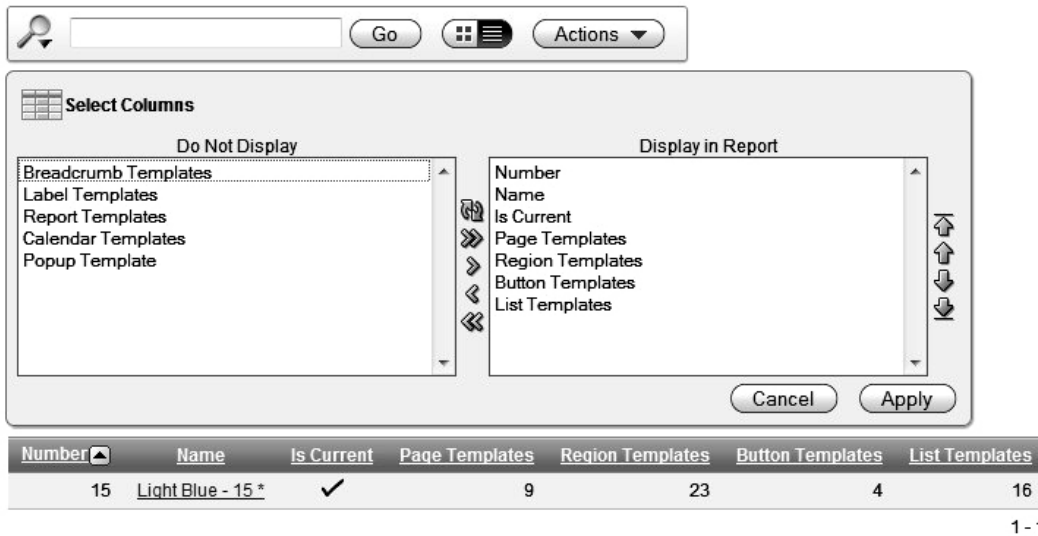 Go
Actions
Select Columns
Do Not Display
Display in Report
Breadcrumb Templates
Label Templates
Report Templates
Calendar Templates
Popup Template
Number
Name
Is Current
Page Templates
Region Templates
Button Templates
List Templates
Cancel
Apply
Number Name Is Current Page Templates Region Templates Button Templates List Templates
15 Light Blue - 15 * 9 23 4 16
1 -